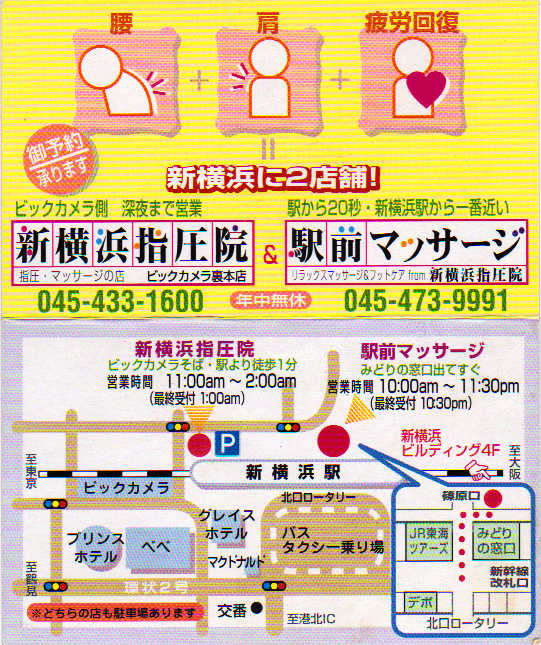 腰
肩
疲労回復
+
+
御予約
承ります
=
新横浜に2店舗!
ビックカメラ側 深夜まで営業
新横浜指圧院
指圧・マッサージの店 ビックカメラ裏本店
045-433-1600
&
年中無休
駅から20秒・新横浜駅から一番近い
駅前マッサージ
リラックスマッサージ&フットケア from 新横浜指圧院
045-473-9991
新横浜指圧院
ビックカメラそば・駅より徒歩1分
営業時間 11:00am～2:00am
(最終受付 1:00am)
駅前マッサージ
みどりの窓口出てすぐ
営業時間 10:00am～11:30pm
(最終受付 10:30pm)
P
新横浜
ビルディング4F
至東京
至大阪
新横浜駅
ビックカメラ
北口ロータリー
プリンス
ホテル
ペペ
グレイス
ホテル
マクドナルド
バス
タクシー乗り場
至鶴見
環状2号
※どちらの店も駐車場あります
交番
至港北IC
篠原口
JR東海
ツアーズ
みどり
の窓口
新幹線
改札口
デポ
北口ロータリー